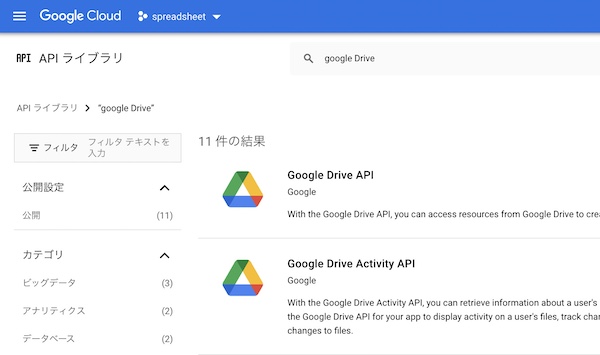 Google Cloud
spreadsheet
API API ライブラリ
google Drive
API ライブラリ
"google Drive"
フィルタ
フィルタ テキストを
入力
11 件の結果
公開設定
公開 (11)
カテゴリ
ビッグデータ (3)
アナリティクス (2)
データベース (2)
Google Drive API
Google
With the Google Drive API, you can access resources from Google Drive to crea
Google Drive Activity API
Google
With the Google Drive Activity API, you can retrieve information about a user's
the Google Drive API for your app to display activity on a user's files, track chan
changes to files.